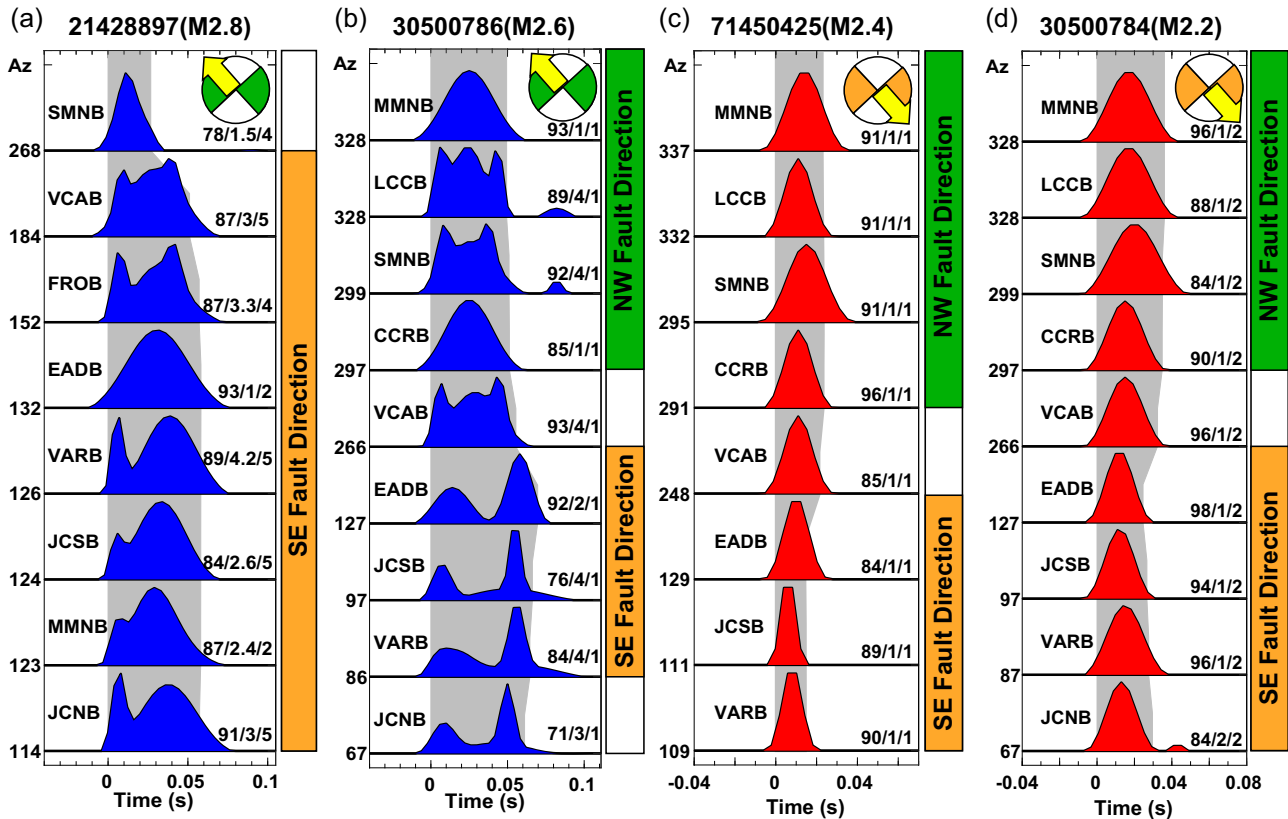 (a)
21428897(M2.8)
Az
SMNB
78/1.5/4
268
VCAB
87/3/5
184
FROB
87/3.3/4
152
EADB
93/1/2
132
VARB
89/4.2/5
126
JCSB
84/2.6/5
124
MMNB
87/2.4/2
123
JCNB
91/3/5
114
0 0.05 0.1
Time (s)
SE Fault Direction
(b)
30500786(M2.6)
Az
MMNB
93/1/1
328
LCCB
89/4/1
328
SMNB
92/4/1
299
CCRB
85/1/1
297
VCAB
93/4/1
266
EADB
92/2/1
127
JCSB
76/4/1
97
VARB
84/4/1
86
JCNB
71/3/1
67
0 0.05 0.1
Time (s)
NW Fault Direction
SE Fault Direction
(c)
71450425(M2.4)
Az
MMNB
91/1/1
337
LCCB
91/1/1
332
SMNB
91/1/1
295
CCRB
96/1/1
291
VCAB
85/1/1
248
EADB
84/1/1
129
JCSB
89/1/1
111
VARB
90/1/1
109
-0.04 0 0.04
Time (s)
NW Fault Direction
SE Fault Direction
(d)
30500784(M2.2)
Az
MMNB
96/1/2
328
LCCB
88/1/2
328
SMNB
84/1/2
299
CCRB
90/1/2
297
VCAB
96/1/2
266
EADB
98/1/2
127
JCSB
94/1/2
97
VARB
96/1/2
87
JCNB
84/2/2
67
-0.04 0 0.04 0.08
Time (s)
NW Fault Direction
SE Fault Direction